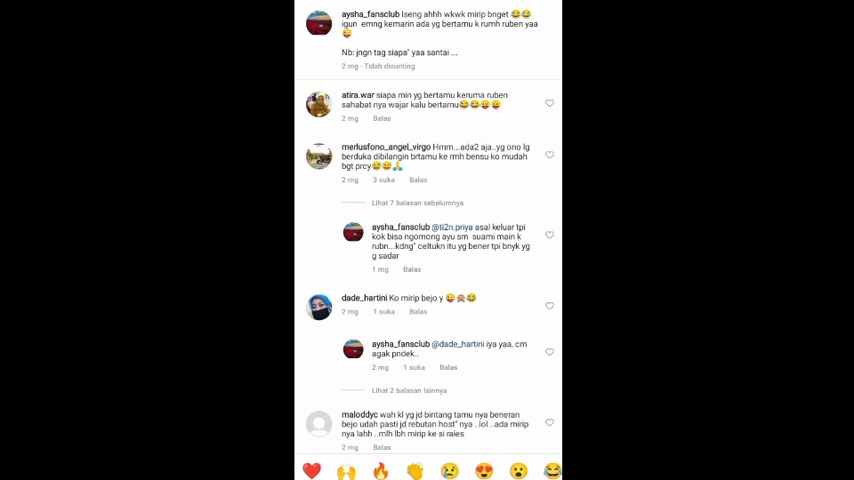 aysha_fansclub Iseng ahhh wkwk mirip bnget 😂😂
igun emng kemarin ada yg bertamu k rumh ruben yaa
😜
Nb: jngn tag siapa" yaa santai ...
2 mg · Telah disunting
atira.war siapa min yg bertamu keruma ruben
sahabat nya wajar kalu bertamu😂😂😛😛
2 mg Balas
merlusfono_angel_virgo Hmm...ada2 aja..yg ono lg
berduka dibilangin brtamu ke rmh bensu ko mudah
bgt prcy😅😅🙏
2 mg 3 suka Balas
Lihat 7 balasan sebelumnya
aysha_fansclub @ti2n.priya asal keluar tpi
kok bisa ngomong ayu sm suami main k
rubn...kdng" celtukn itu yg bener tpi bnyk yg
g sadar
1 mg Balas
dade_hartini Ko mirip bejo y 😜🙊😂
2 mg 1 suka Balas
aysha_fansclub @dade_hartini iya yaa, cm
agak pndek..
2 mg 1 suka Balas
Lihat 2 balasan lainnya
maloddyc wah kl yg jd bintang tamu nya beneran
bejo udah pasti jd rebutan host" nya ..lol ..ada mirip
nya lahh ..mlh lbh mirip ke si raies
2 mg Balas